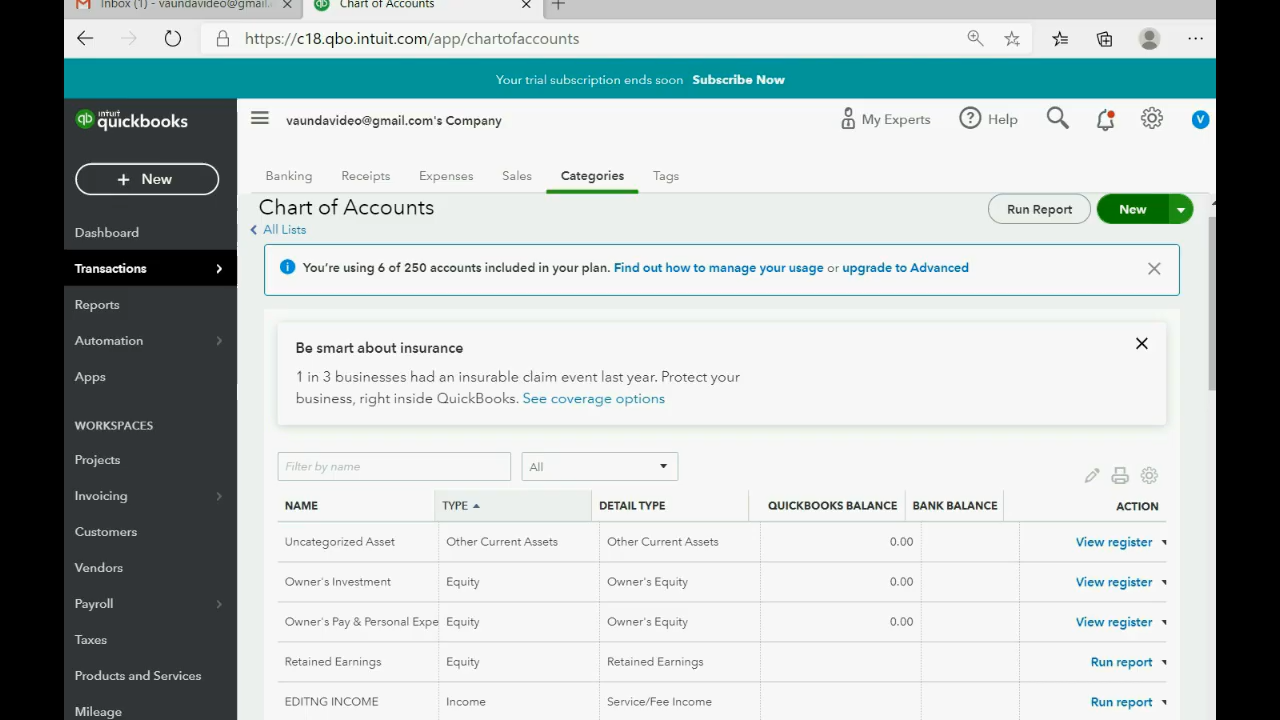 Inbox (1) - vaundavideo@gmail.
Chart of Accounts
https://c18.qbo.intuit.com/app/chartofaccounts
Your trial subscription ends soon Subscribe Now
intuit
quickbooks
vaundavideo@gmail.com's Company
My Experts
Help
V
+ New
Banking
Receipts
Expenses
Sales
Categories
Tags
Dashboard
Transactions
Reports
Automation
Apps
WORKSPACES
Projects
Invoicing
Customers
Vendors
Payroll
Taxes
Products and Services
Mileage
Chart of Accounts
All Lists
Run Report
New
You're using 6 of 250 accounts included in your plan. Find out how to manage your usage or upgrade to Advanced
Be smart about insurance
1 in 3 businesses had an insurable claim event last year. Protect your
business, right inside QuickBooks. See coverage options
Filter by name
All
NAME TYPE DETAIL TYPE QUICKBOOKS BALANCE BANK BALANCE ACTION
Uncategorized Asset Other Current Assets Other Current Assets 0.00 View register
Owner's Investment Equity Owner's Equity 0.00 View register
Owner's Pay & Personal Expe Equity Owner's Equity 0.00 View register
Retained Earnings Equity Retained Earnings Run report
EDITNG INCOME Income Service/Fee Income Run report